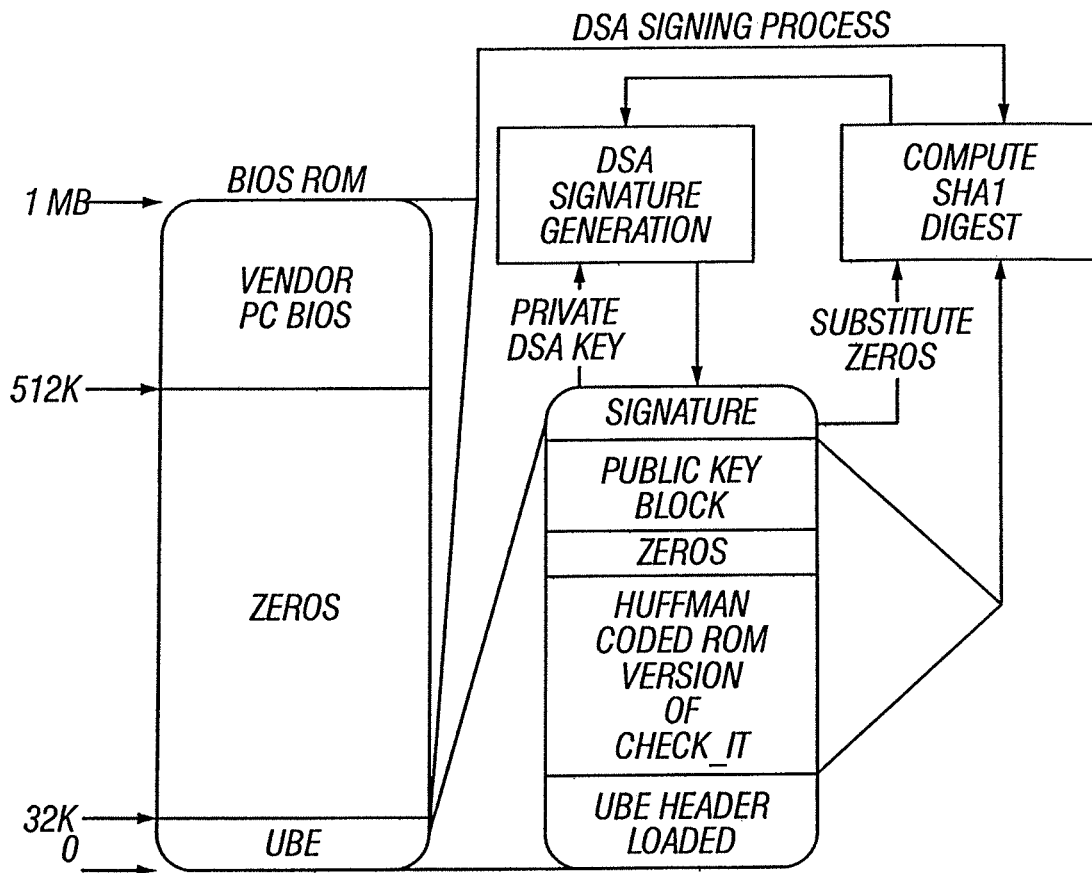 DSA SIGNING PROCESS
DSA
SIGNATURE
GENERATION
COMPUTE
SHA1
DIGEST
BIOS ROM
1 MB
VENDOR
PC BIOS
PRIVATE
DSA KEY
SUBSTITUTE
ZEROS
512K
SIGNATURE
PUBLIC KEY
BLOCK
ZEROS
ZEROS
HUFFMAN
CODED ROM
VERSION
OF
CHECK_IT
32K
0
UBE
UBE HEADER
LOADED